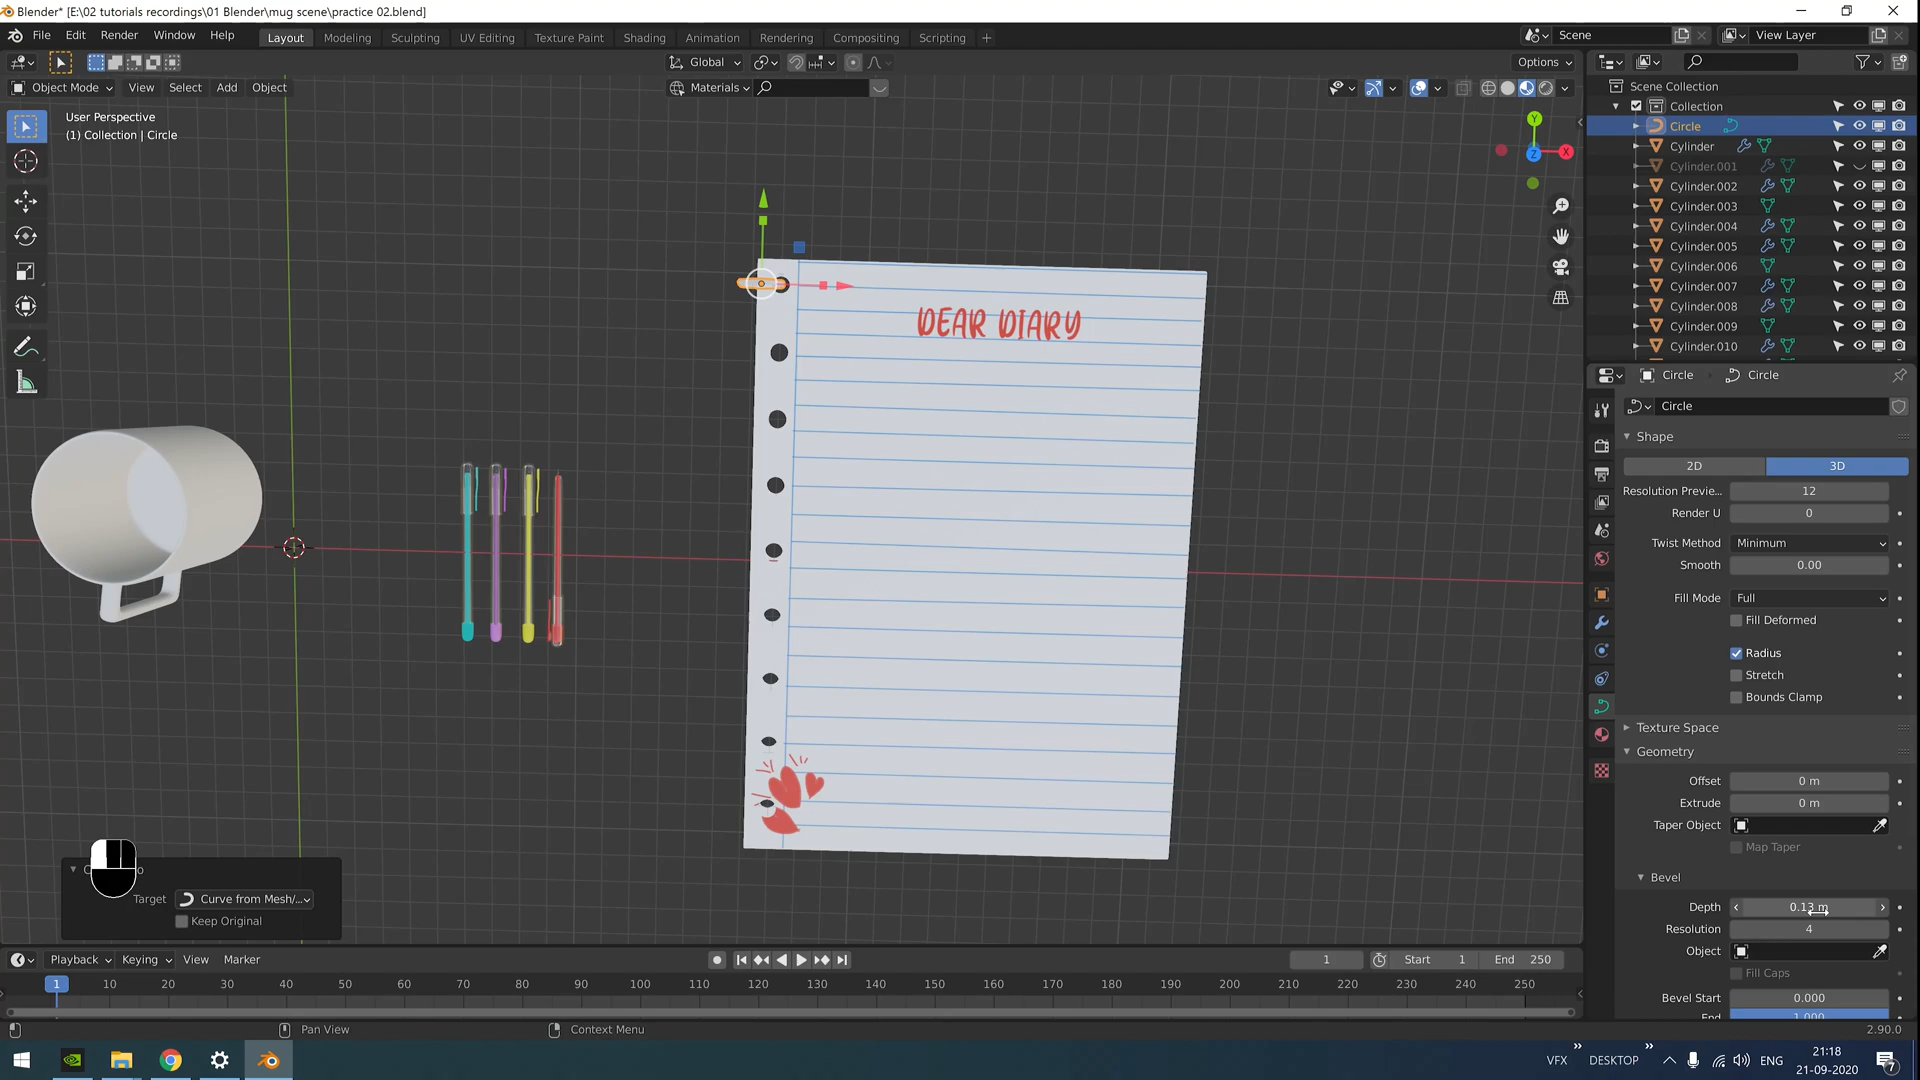 Blender* [E:\02 tutorials recordings\01 Blender\mug scene\practice 02.blend]
File Edit Render Window Help
Layout Modeling Sculpting UV Editing Texture Paint Shading Animation Rendering Compositing Scripting
Scene
View Layer
Global
Options
Object Mode View Select Add Object
Materials
User Perspective
(1) Collection | Circle
Y
X
Z
Scene Collection
Collection
Circle
Cylinder
Cylinder.001
Cylinder.002
Cylinder.003
Cylinder.004
Cylinder.005
Cylinder.006
Cylinder.007
Cylinder.008
Cylinder.009
Cylinder.010
DEAR DIARY
Circle Circle
Circle
Shape
2D 3D
Resolution Previe... 12
Render U 0
Twist Method Minimum
Smooth 0.00
Fill Mode Full
Fill Deformed
Radius
Stretch
Bounds Clamp
Texture Space
Geometry
Offset 0 m
Extrude 0 m
Taper Object
Map Taper
Bevel
Depth 0.13 m
Resolution 4
Object
Fill Caps
Bevel Start 0.000
End 1.000
Target Curve from Mesh/...
Keep Original
Playback Keying View Marker
1 Start 1 End 250
1 10 20 30 40 50 60 70 80 90 100 110 120 130 140 150 160 170 180 190 200 210 220 230 240 250
Pan View
Context Menu
2.90.0
VFX DESKTOP ENG
21:18
21-09-2020
7